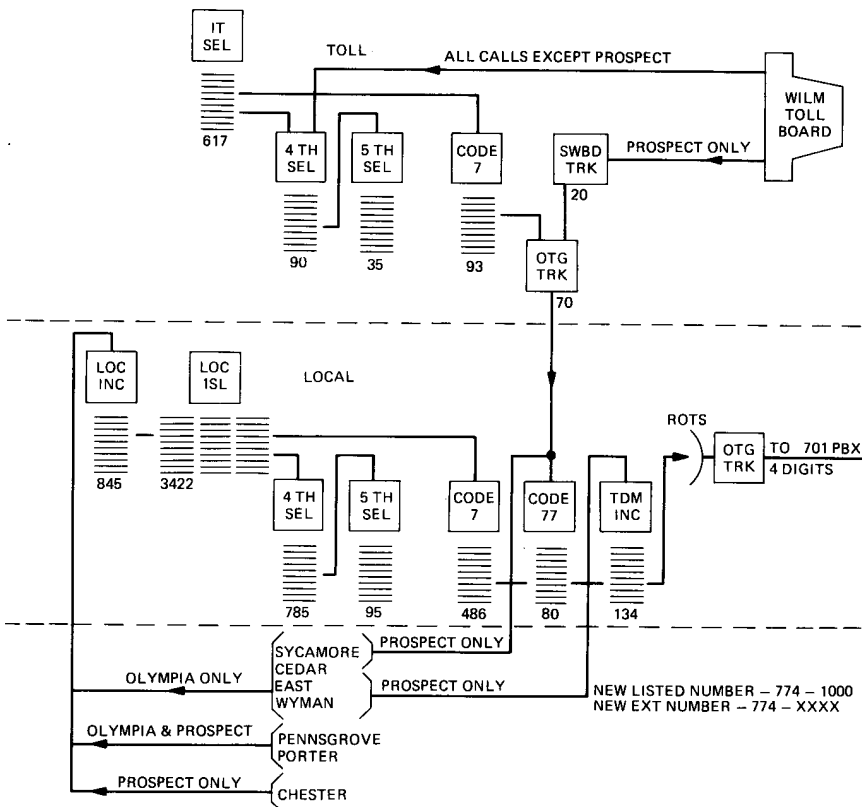 IT
SEL
TOLL
ALL CALLS EXCEPT PROSPECT
WILM
TOLL
BOARD
617
4 TH
SEL
5 TH
SEL
CODE
7
SWBD
TRK
PROSPECT ONLY
20
90
35
93
OTG
TRK
70
LOC
INC
LOC
1SL
LOCAL
ROTS
OTG
TRK
TO 701 PBX
4 DIGITS
845
3422
4 TH
SEL
5 TH
SEL
CODE
7
CODE
77
TDM
INC
785
95
486
80
134
SYCAMORE
CEDAR
EAST
WYMAN
PROSPECT ONLY
PROSPECT ONLY
OLYMPIA ONLY
NEW LISTED NUMBER – 774 – 1000
NEW EXT NUMBER – 774 – XXXX
OLYMPIA & PROSPECT
PENNSGROVE
PORTER
PROSPECT ONLY
CHESTER